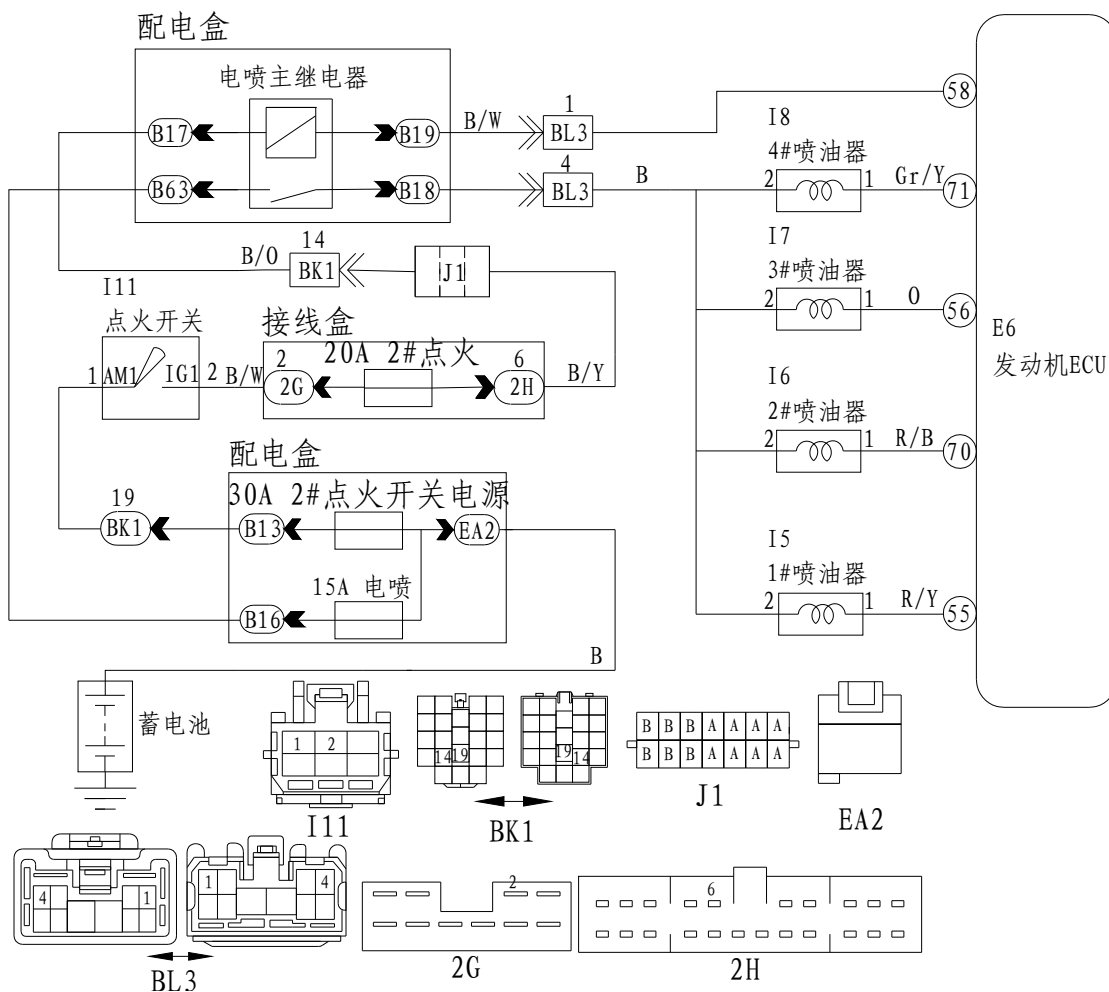 配电盒
电喷主继电器
B17
B19
B/W
1
BL3
58
B63
B18
4
BL3
B
I8
4#喷油器
2
1
Gr/Y
71
I7
3#喷油器
2
1
O
56
E6
发动机ECU
I6
2#喷油器
2
1
R/B
70
I5
1#喷油器
2
1
R/Y
55
B/O
14
BK1
J1
I11
点火开关
1
AM1
IG1
2
B/W
接线盒
20A 2#点火
2
2G
6
2H
B/Y
配电盒
30A 2#点火开关电源
19
BK1
B13
EA2
15A 电喷
B16
B
蓄电池
1 2
I11
14 19
19 14
BK1
B B B A A A A
B B B A A A A
J1
EA2
4 1
1 4
BL3
2
2G
6
2H